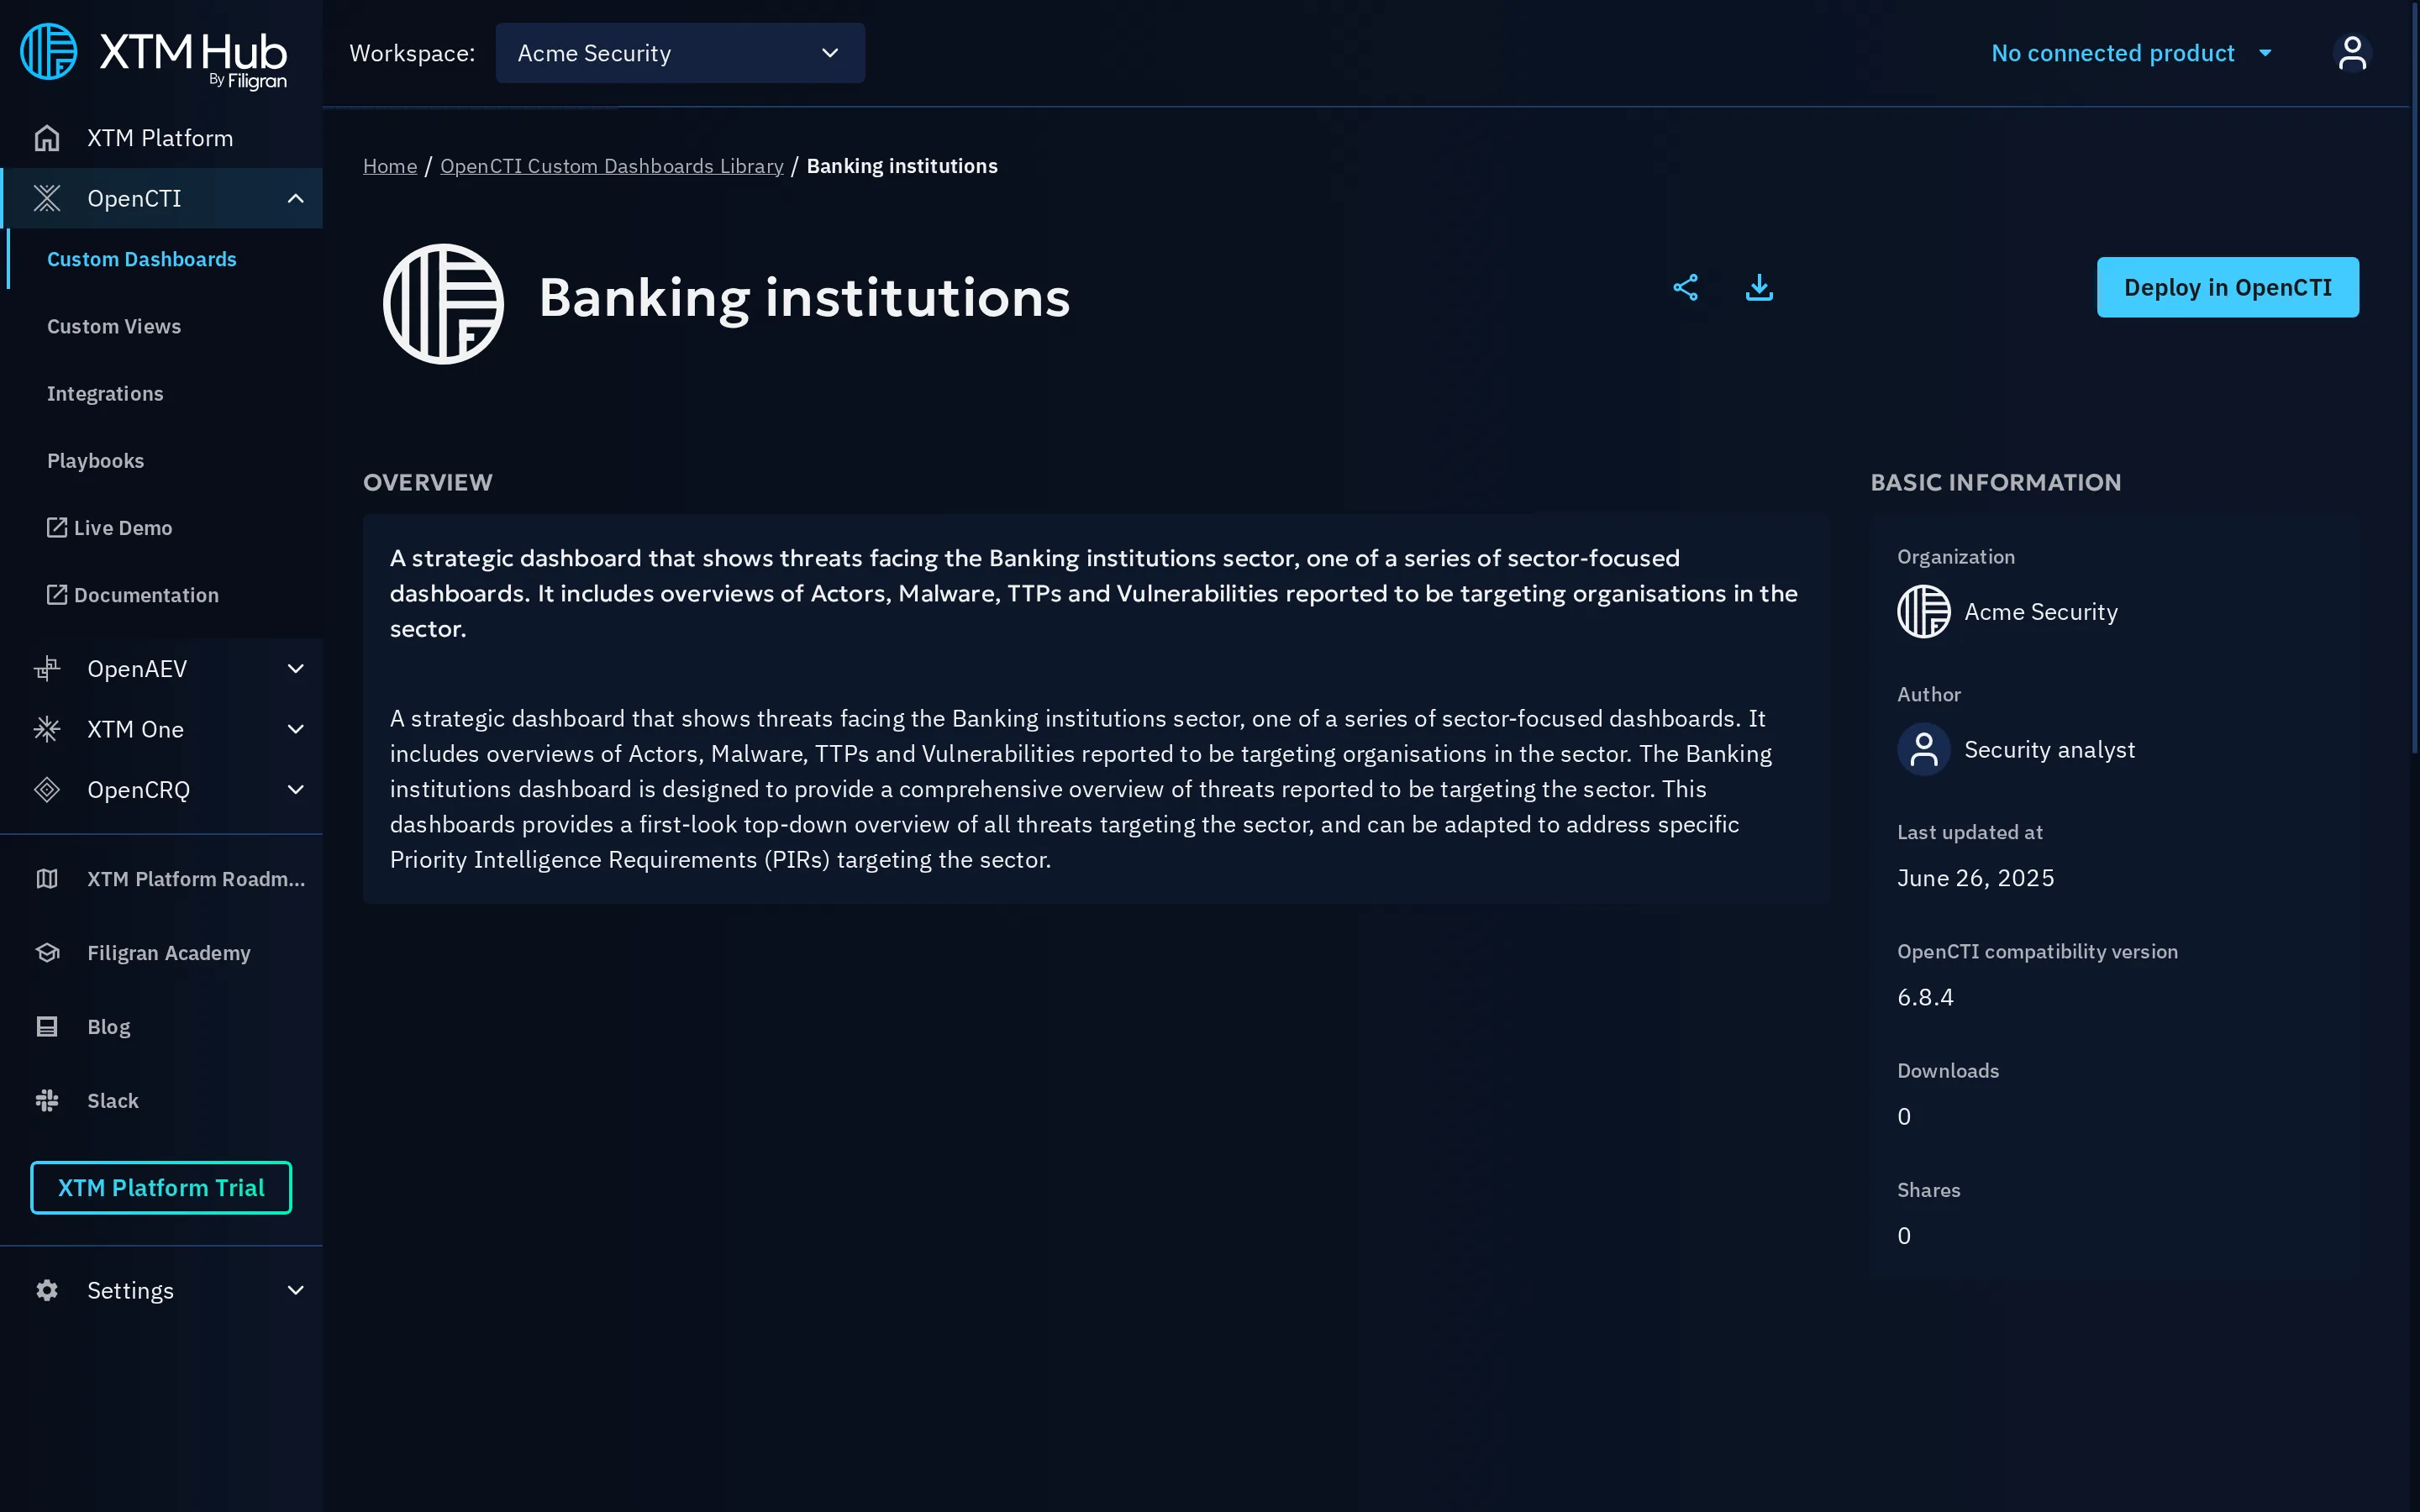 XTM Hub
By Filigran
Workspace:
Acme Security
No connected product
XTM Platform
OpenCTI
Custom Dashboards
Custom Views
Integrations
Playbooks
Live Demo
Documentation
OpenAEV
XTM One
OpenCRQ
XTM Platform Roadm...
Filigran Academy
Blog
Slack
XTM Platform Trial
Settings
Home / OpenCTI Custom Dashboards Library / Banking institutions
Banking institutions
Deploy in OpenCTI
OVERVIEW
A strategic dashboard that shows threats facing the Banking institutions sector, one of a series of sector-focused
dashboards. It includes overviews of Actors, Malware, TTPs and Vulnerabilities reported to be targeting organisations in the
sector.
A strategic dashboard that shows threats facing the Banking institutions sector, one of a series of sector-focused dashboards. It
includes overviews of Actors, Malware, TTPs and Vulnerabilities reported to be targeting organisations in the sector. The Banking
institutions dashboard is designed to provide a comprehensive overview of threats reported to be targeting the sector. This
dashboards provides a first-look top-down overview of all threats targeting the sector, and can be adapted to address specific
Priority Intelligence Requirements (PIRs) targeting the sector.
BASIC INFORMATION
Organization
Acme Security
Author
Security analyst
Last updated at
June 26, 2025
OpenCTI compatibility version
6.8.4
Downloads
0
Shares
0